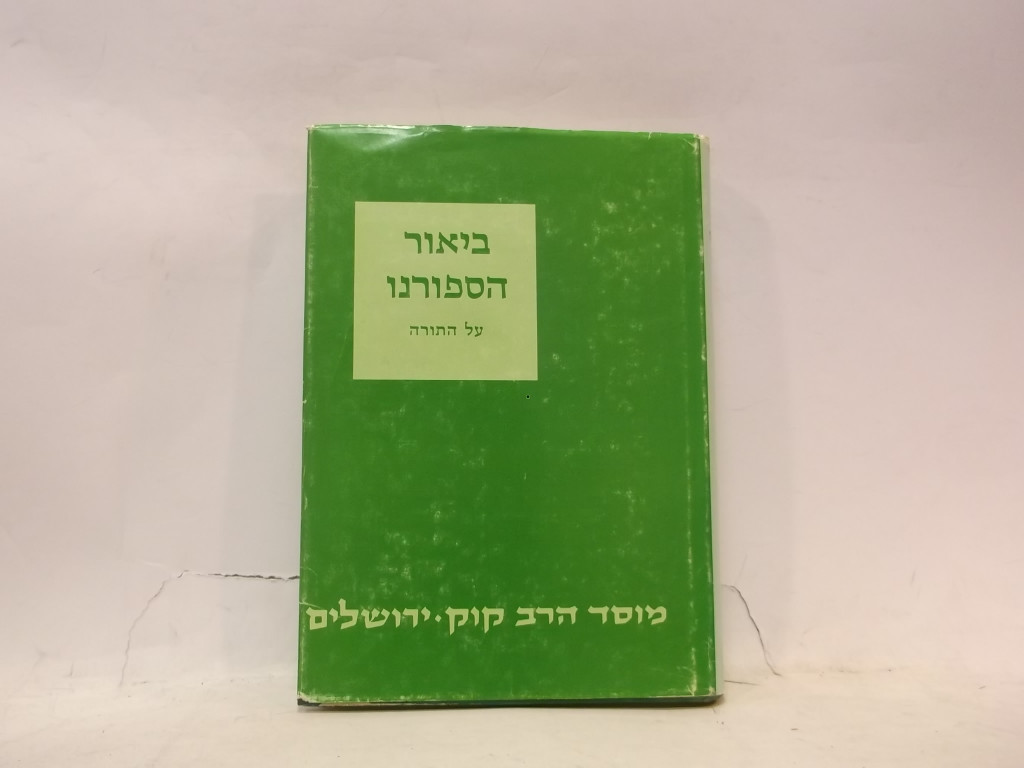 ביאור
הספורנו
על התורה
מוסד הרב קוק · ירושלים